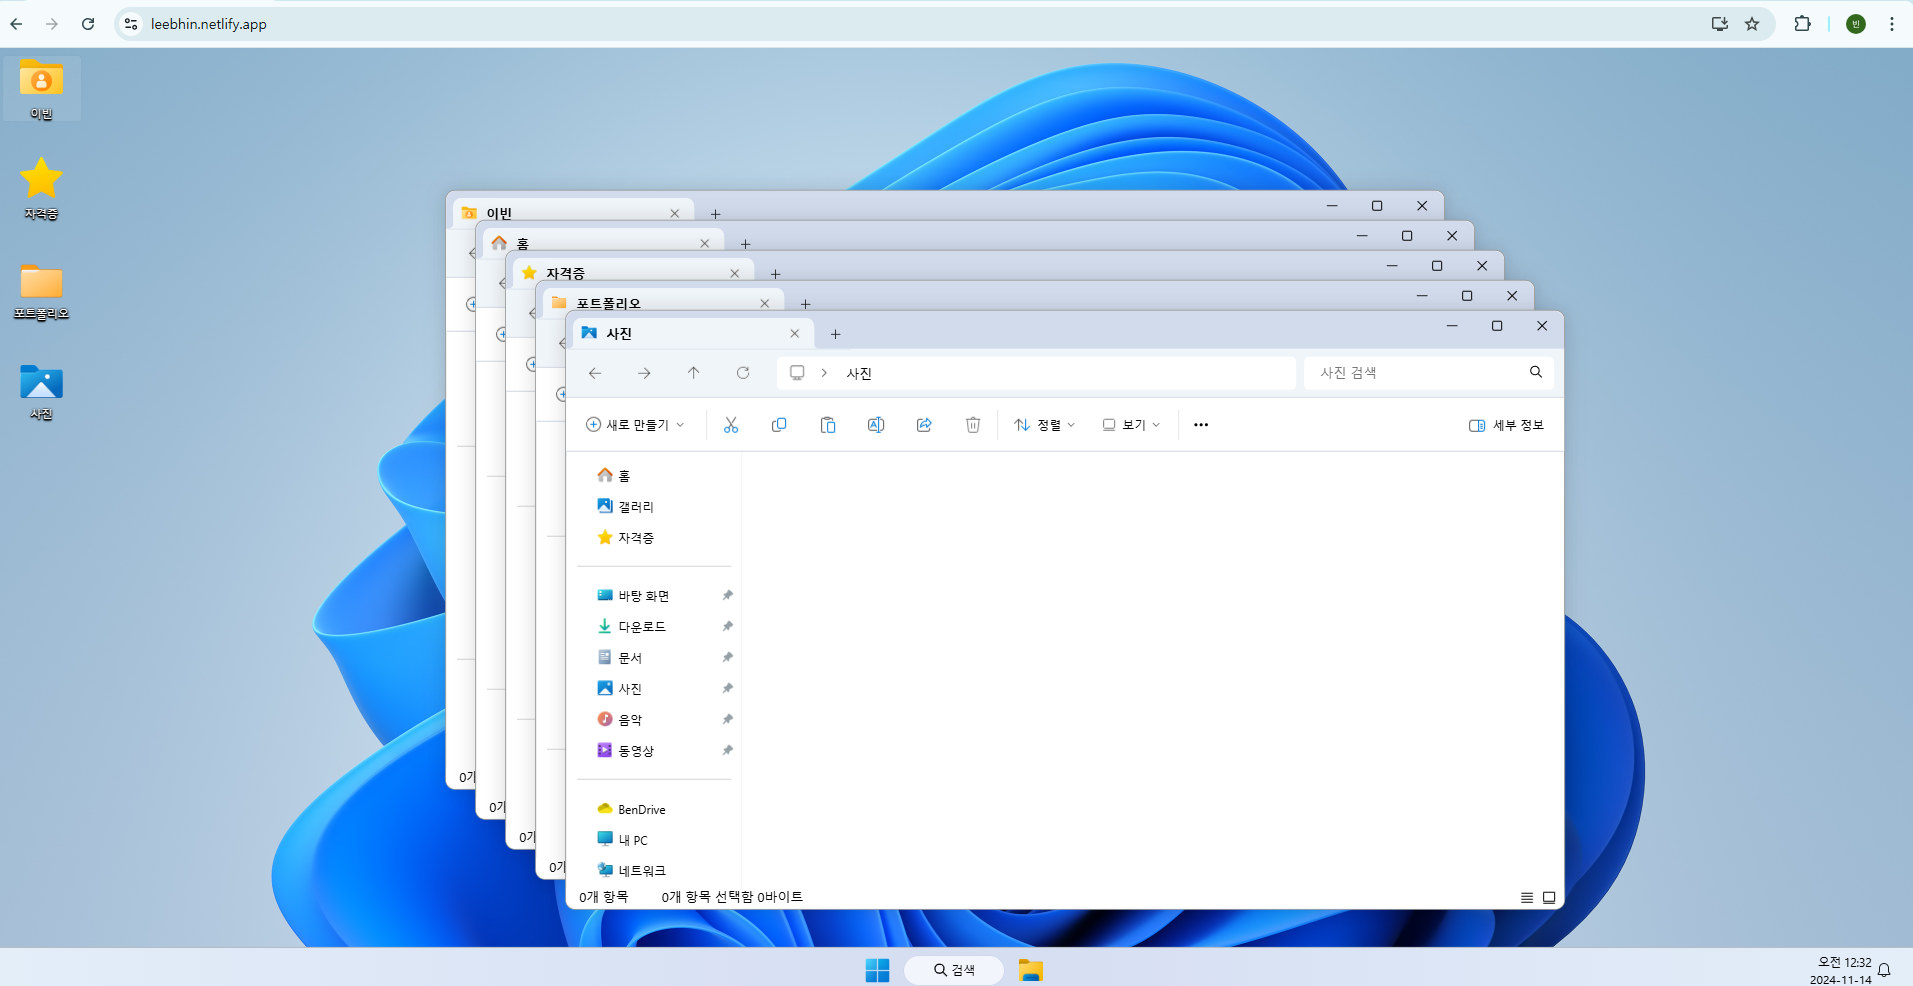 leebhin.netlify.app
빈
이빈
자격증
포트폴리오
사진
이빈
홈
자격증
포트폴리오
사진
사진
사진 검색
새로 만들기
정렬
보기
세부 정보
홈
갤러리
자격증
바탕 화면
다운로드
문서
사진
음악
동영상
BenDrive
내 PC
네트워크
0개 항목 0개 항목 선택함 0바이트
0개
0개
0개
0개
검색
오전 12:32
2024-11-14